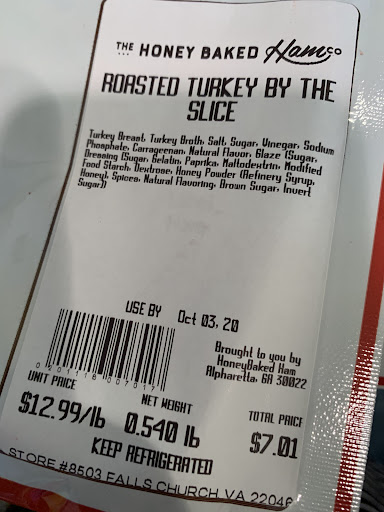 THE HONEY BAKED Ham CO
ROASTED TURKEY BY THE
SLICE
Turkey Breast, Turkey Broth, Salt, Sugar, Vinegar, Sodium
Phosphate, Carrageenan, Natural Flavor. Glaze (Sugar,
Dressing (Sugar, Gelatin, Paprika, Maltodextrin, Modified
Food Starch, Dextrose, Honey Powder (Refinery Syrup,
Honey), Spices, Natural Flavoring, Brown Sugar, Invert
Sugar))
USE BY Oct 03, 20
Brought to you by
HoneyBaked Ham
Alpharetta, GA 30022
0 201118 007017
UNIT PRICE NET WEIGHT TOTAL PRICE
$12.99/lb 0.540 lb $7.01
KEEP REFRIGERATED
STORE #8503 FALLS CHURCH VA 22046